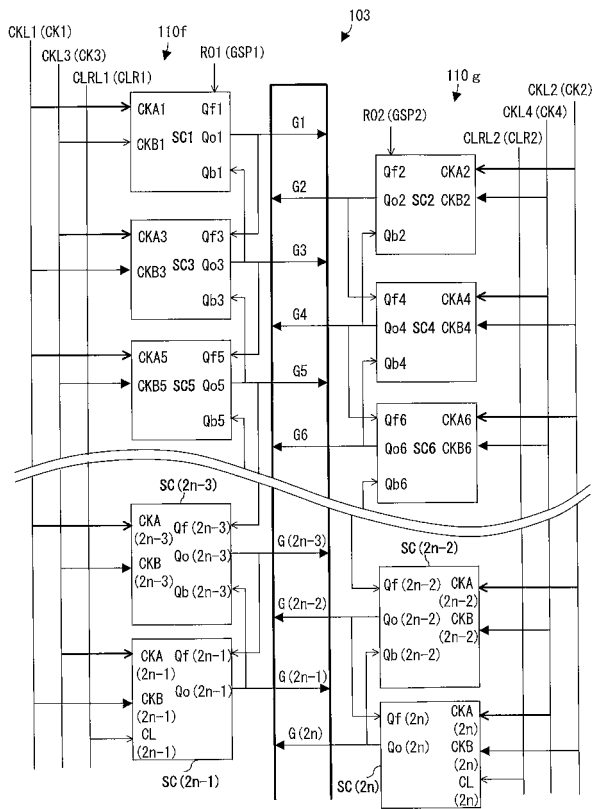 103
CKL1(CK1)
CKL3(CK3)
CLRL1(CLR1)
110f
RO1(GSP1)
CKA1 Qf1
CKB1 SC1 Qo1
Qb1
G1
CKA3 Qf3
CKB3 SC3 Qo3
Qb3
G3
CKA5 Qf5
CKB5 SC5 Qo5
Qb5
G5
SC(2n-3)
CKA
(2n-3)
Qf(2n-3)
CKB
(2n-3)
Qo(2n-3)
Qb(2n-3)
G(2n-3)
CKA
(2n-1)
Qf(2n-1)
CKB
(2n-1)
Qo(2n-1)
CL
(2n-1)
G(2n-1)
SC(2n-1)
110g
CKL2(CK2)
CKL4(CK4)
CLRL2(CLR2)
RO2(GSP2)
G2
Qf2 CKA2
Qo2 SC2 CKB2
Qb2
G4
Qf4 CKA4
Qo4 SC4 CKB4
Qb4
G6
Qf6 CKA6
Qo6 SC6 CKB6
Qb6
SC(2n-2)
G(2n-2)
Qf(2n-2)
CKA
(2n-2)
Qo(2n-2)
CKB
(2n-2)
Qb(2n-2)
G(2n)
Qf(2n)
CKA
(2n)
Qo(2n)
CKB
(2n)
CL
(2n)
SC(2n)